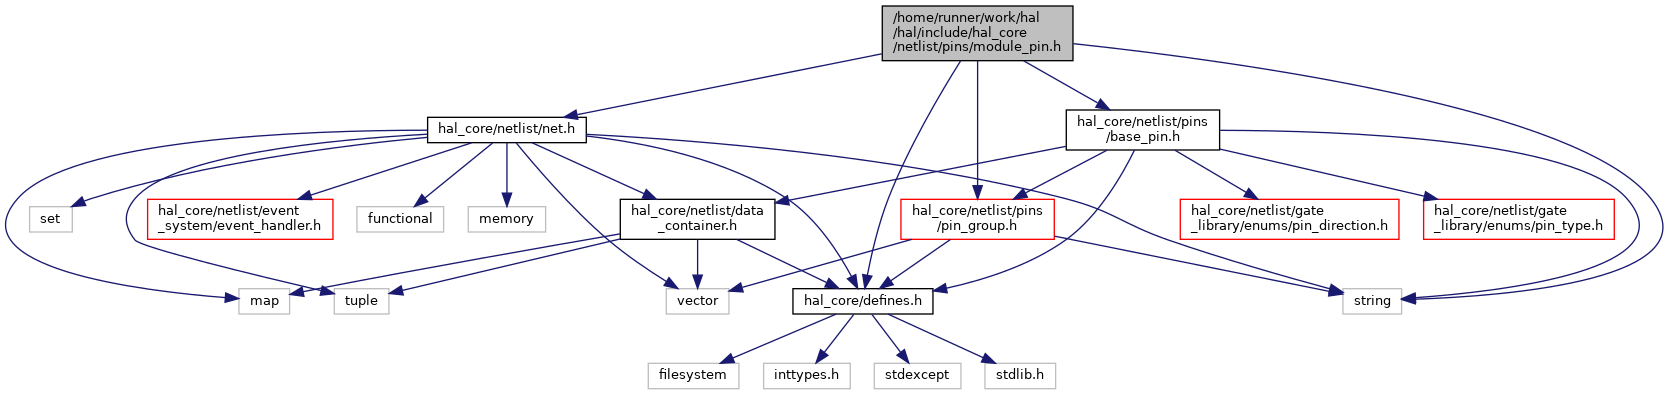 /home/runner/work/hal
/hal/include/hal_core
/netlist/pins/module_pin.h
hal_core/netlist/net.h
hal_core/netlist/pins
/base_pin.h
set
hal_core/netlist/event
_system/event_handler.h
functional
memory
hal_core/netlist/data
_container.h
hal_core/netlist/pins
/pin_group.h
hal_core/netlist/gate
_library/enums/pin_direction.h
hal_core/netlist/gate
_library/enums/pin_type.h
map
tuple
vector
hal_core/defines.h
string
filesystem
inttypes.h
stdexcept
stdlib.h